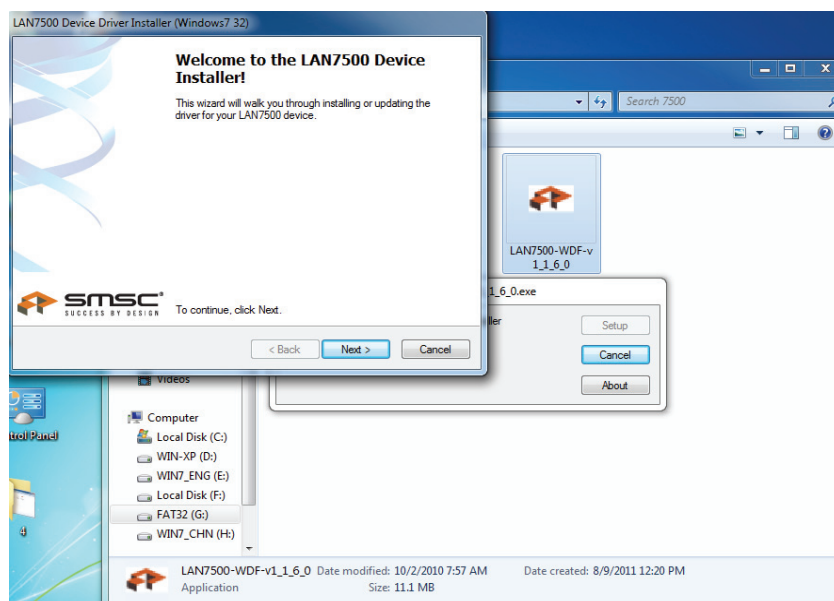 LAN7500 Device Driver Installer (Windows7 32)
Welcome to the LAN7500 Device
Installer!
This wizard will walk you through installing or updating the
driver for your LAN7500 device.
smsc
SUCCESS BY DESIGN
To continue, click Next.
< Back
Next >
Cancel
Search 7500
LAN7500-WDF-v
1_1_6_0
1_6_0.exe
ller
Setup
Cancel
About
Videos
Computer
Local Disk (C:)
WIN-XP (D:)
WIN7_ENG (E:)
Local Disk (F:)
FAT32 (G:)
WIN7_CHN (H:)
trol Panel
4
LAN7500-WDF-v1_1_6_0 Date modified: 10/2/2010 7:57 AM Date created: 8/9/2011 12:20 PM
Application Size: 11.1 MB